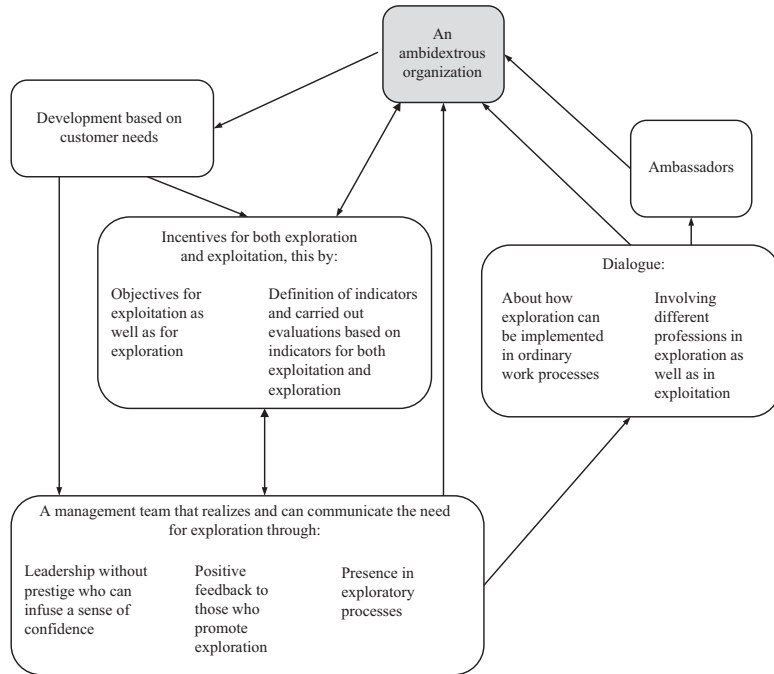 An
ambidextrous
organization
Development based on
customer needs
Ambassadors
Incentives for both exploration
and exploitation, this by:
Objectives for
exploitation as
well as for
exploration
Definition of indicators
and carried out
evaluations based on
indicators for both
exploitation and
exploration
Dialogue:
About how
exploration can
be implemented
in ordinary
work processes
Involving
different
professions in
exploration as
well as in
exploitation
A management team that realizes and can communicate the need
for exploration through:
Leadership without
prestige who can
infuse a sense of
confidence
Positive
feedback to
those who
promote
exploration
Presence in
exploratory
processes